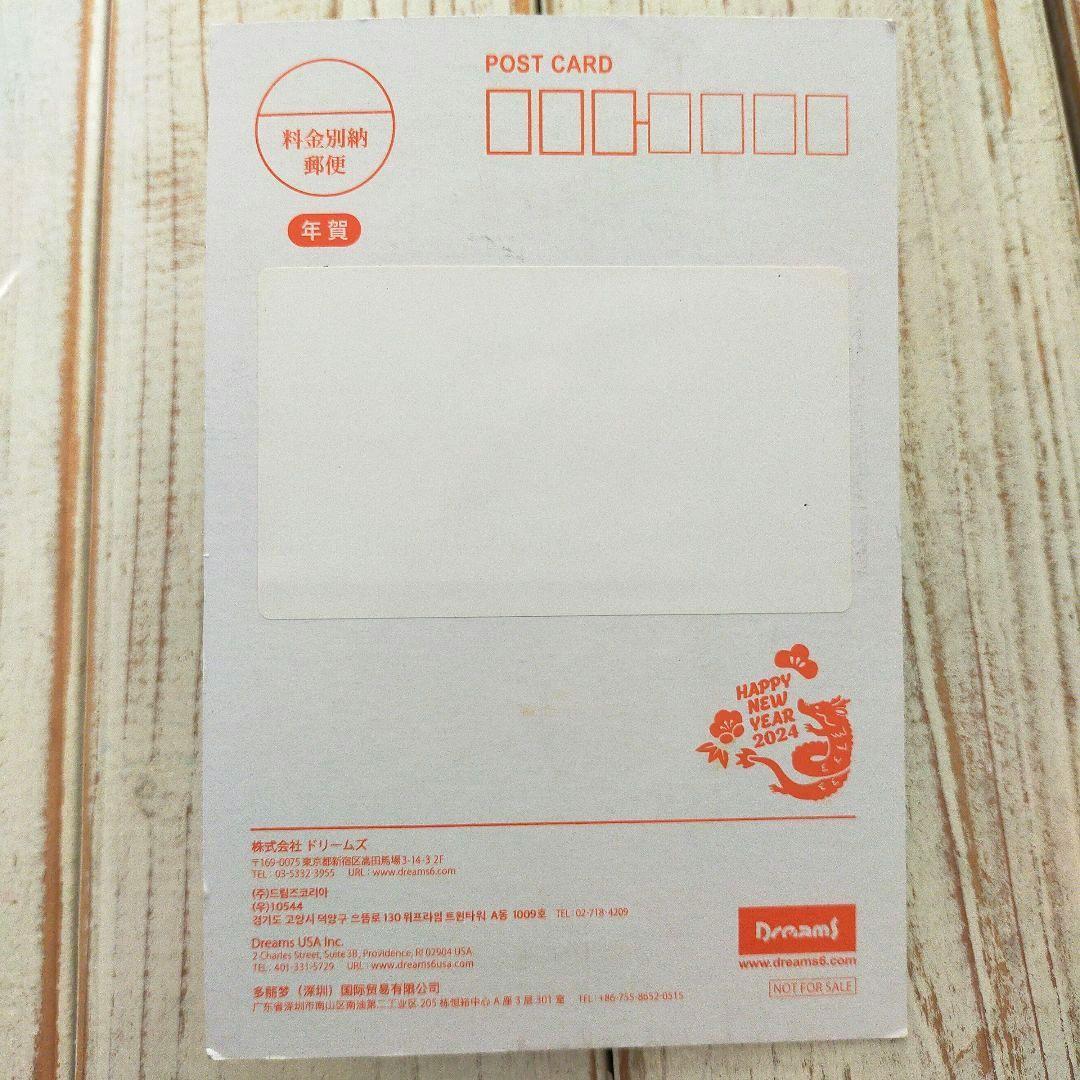 POST CARD
料金別納
郵便
年賀
HAPPY
NEW
YEAR
2024
株式会社 ドリームズ
〒169-0075 東京都新宿区高田馬場3-14-3 2F
TEL : 03-5332-3955 URL : www.dreams6.com
(주)드림즈코리아
(우)10544
경기도 고양시 덕양구 으뜸로 130 위프라임 트윈타워 A동 1009호 TEL : 02-718-4209
Dreams USA Inc.
2 Charles Street, Suite 3B, Providence, RI 02904 USA
TEL : 401-331-5729 URL : www.dreams6usa.com
多丽梦（深圳）国际贸易有限公司
广东省深圳市南山区南油第二工业区 205 栋恒裕中心 A 座 3 层 301 室 TEL +86-755-8652-0515
Dreams
www.dreams6.com
NOT FOR SALE